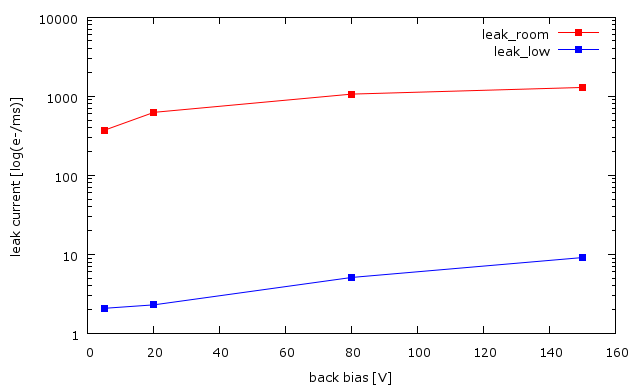 10000
1000
100
10
1
leak current [log(e-/ms)]
leak_room
leak_low
0 20 40 60 80 100 120 140 160
back bias [V]